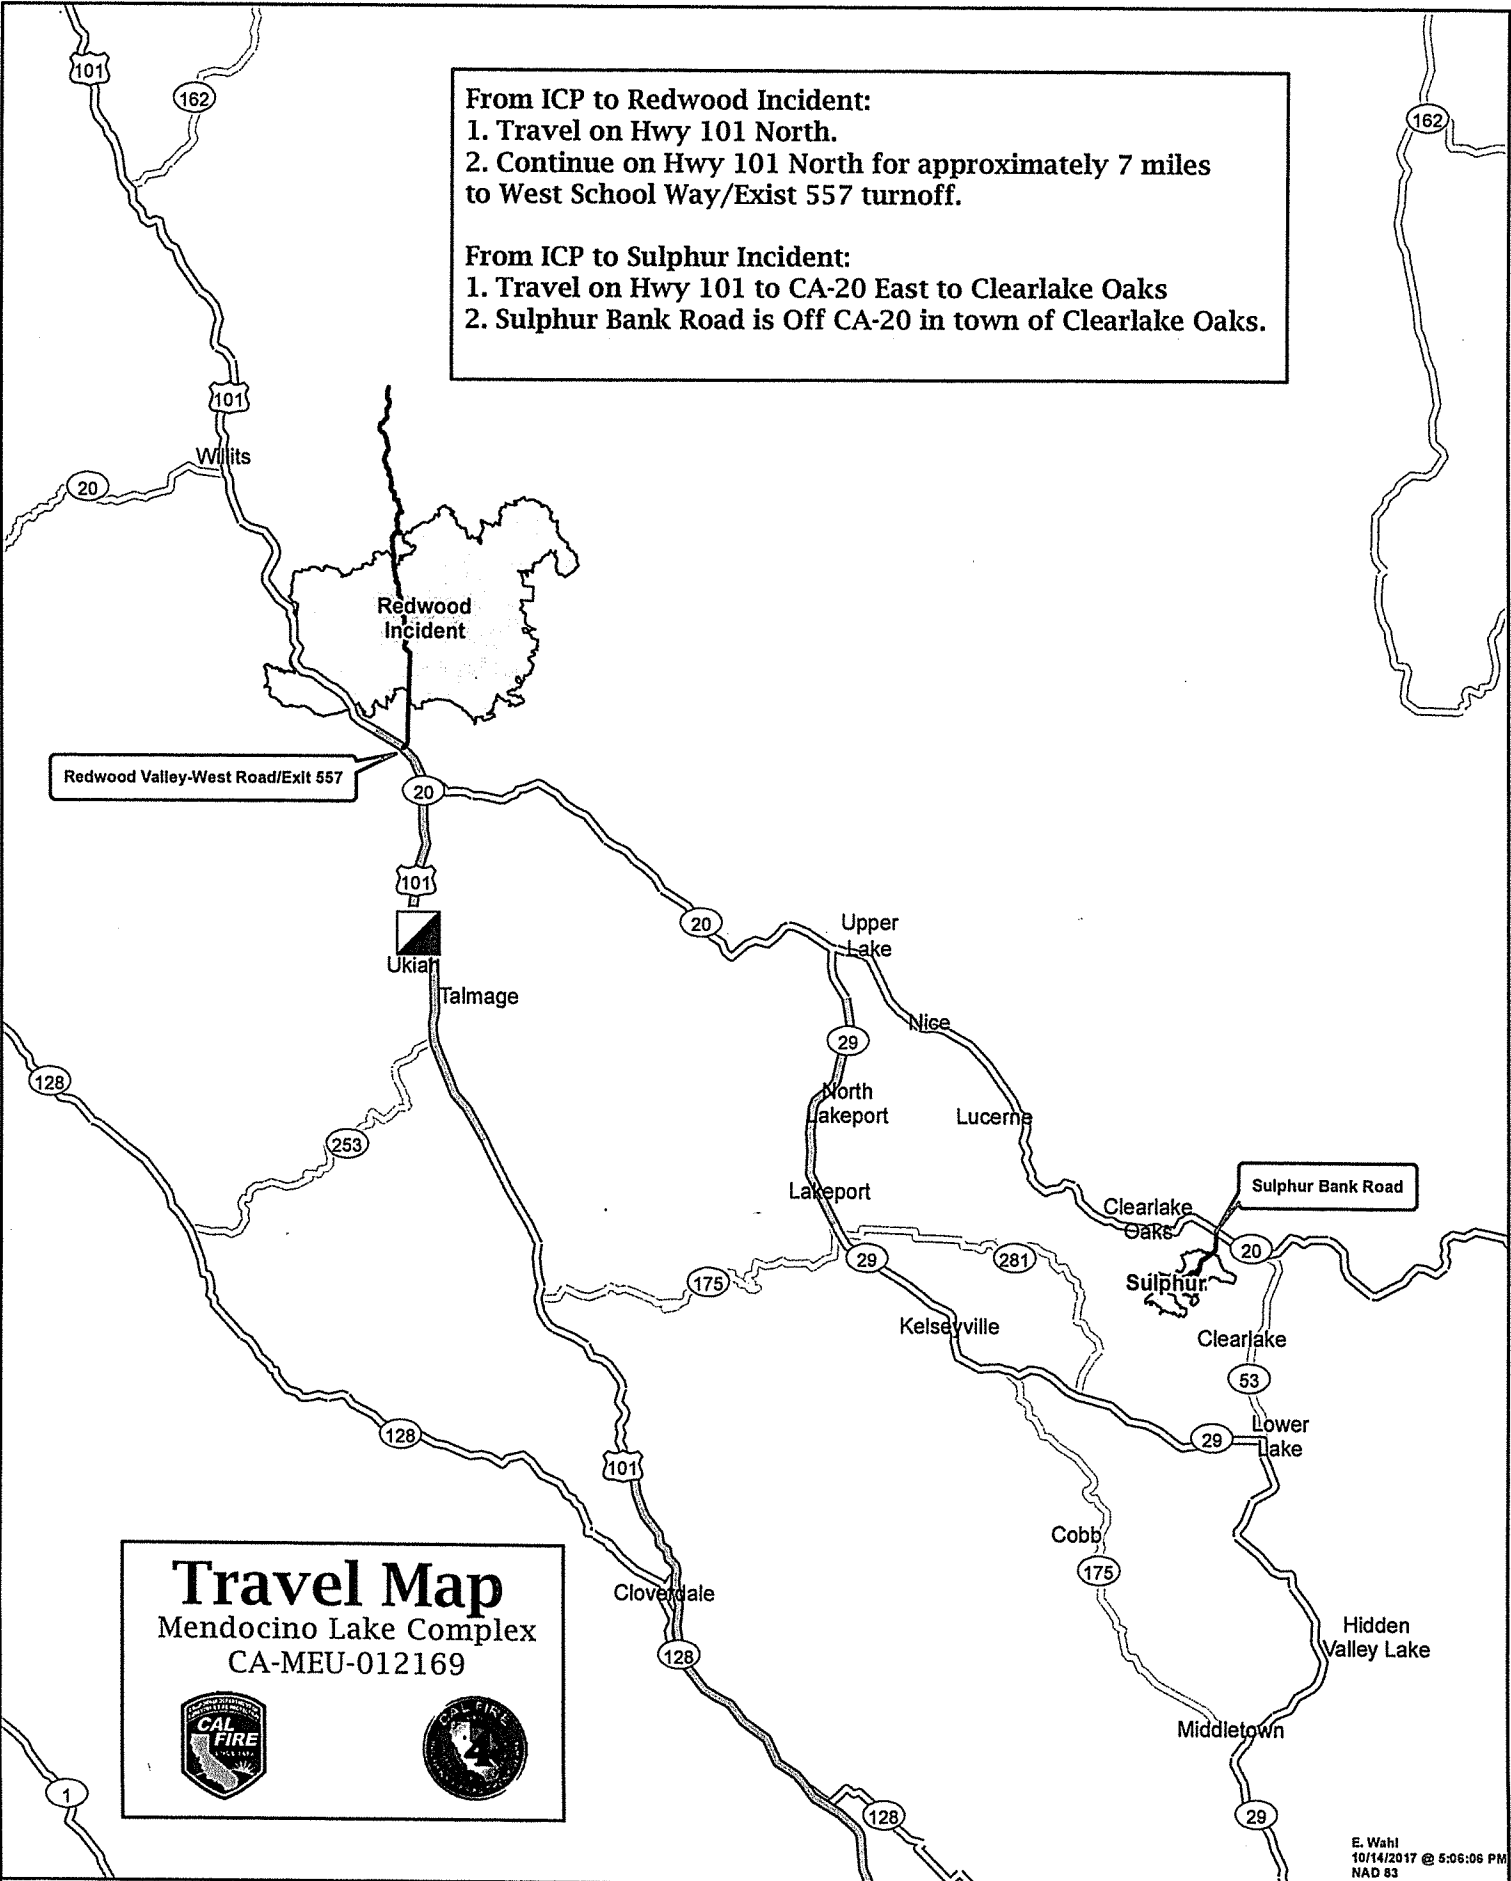 101
162
From ICP to Redwood Incident:
1. Travel on Hwy 101 North.
2. Continue on Hwy 101 North for approximately 7 miles
to West School Way/Exist 557 turnoff.
From ICP to Sulphur Incident:
1. Travel on Hwy 101 to CA-20 East to Clearlake Oaks
2. Sulphur Bank Road is Off CA-20 in town of Clearlake Oaks.
162
101
Willits
20
Redwood
Incident
Redwood Valley-West Road/Exit 557
20
101
Ukiah
Talmage
20
Upper
Lake
Nice
29
North
Lakeport
Lucerne
Lakeport
128
253
Sulphur Bank Road
Clearlake
Oaks
20
Sulphur
29
281
175
Kelseyville
Clearlake
53
Lower
Lake
29
128
101
Cobb
175
Cloverdale
128
Hidden
Valley Lake
Middletown
29
128
1
Travel Map
Mendocino Lake Complex
CA-MEU-012169
CAL
FIRE
CAL FIRE
4
E. Wahl
10/14/2017 @ 5:06:06 PM
NAD 83